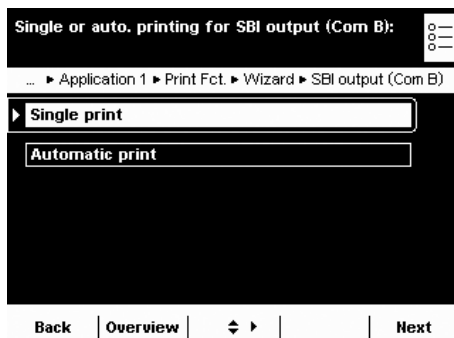 Single or auto. printing for SBI output (Com B):
... ▸ Application 1 ▸ Print Fct. ▸ Wizard ▸ SBI output (Com B)
Single print
Automatic print
Back Overview Next